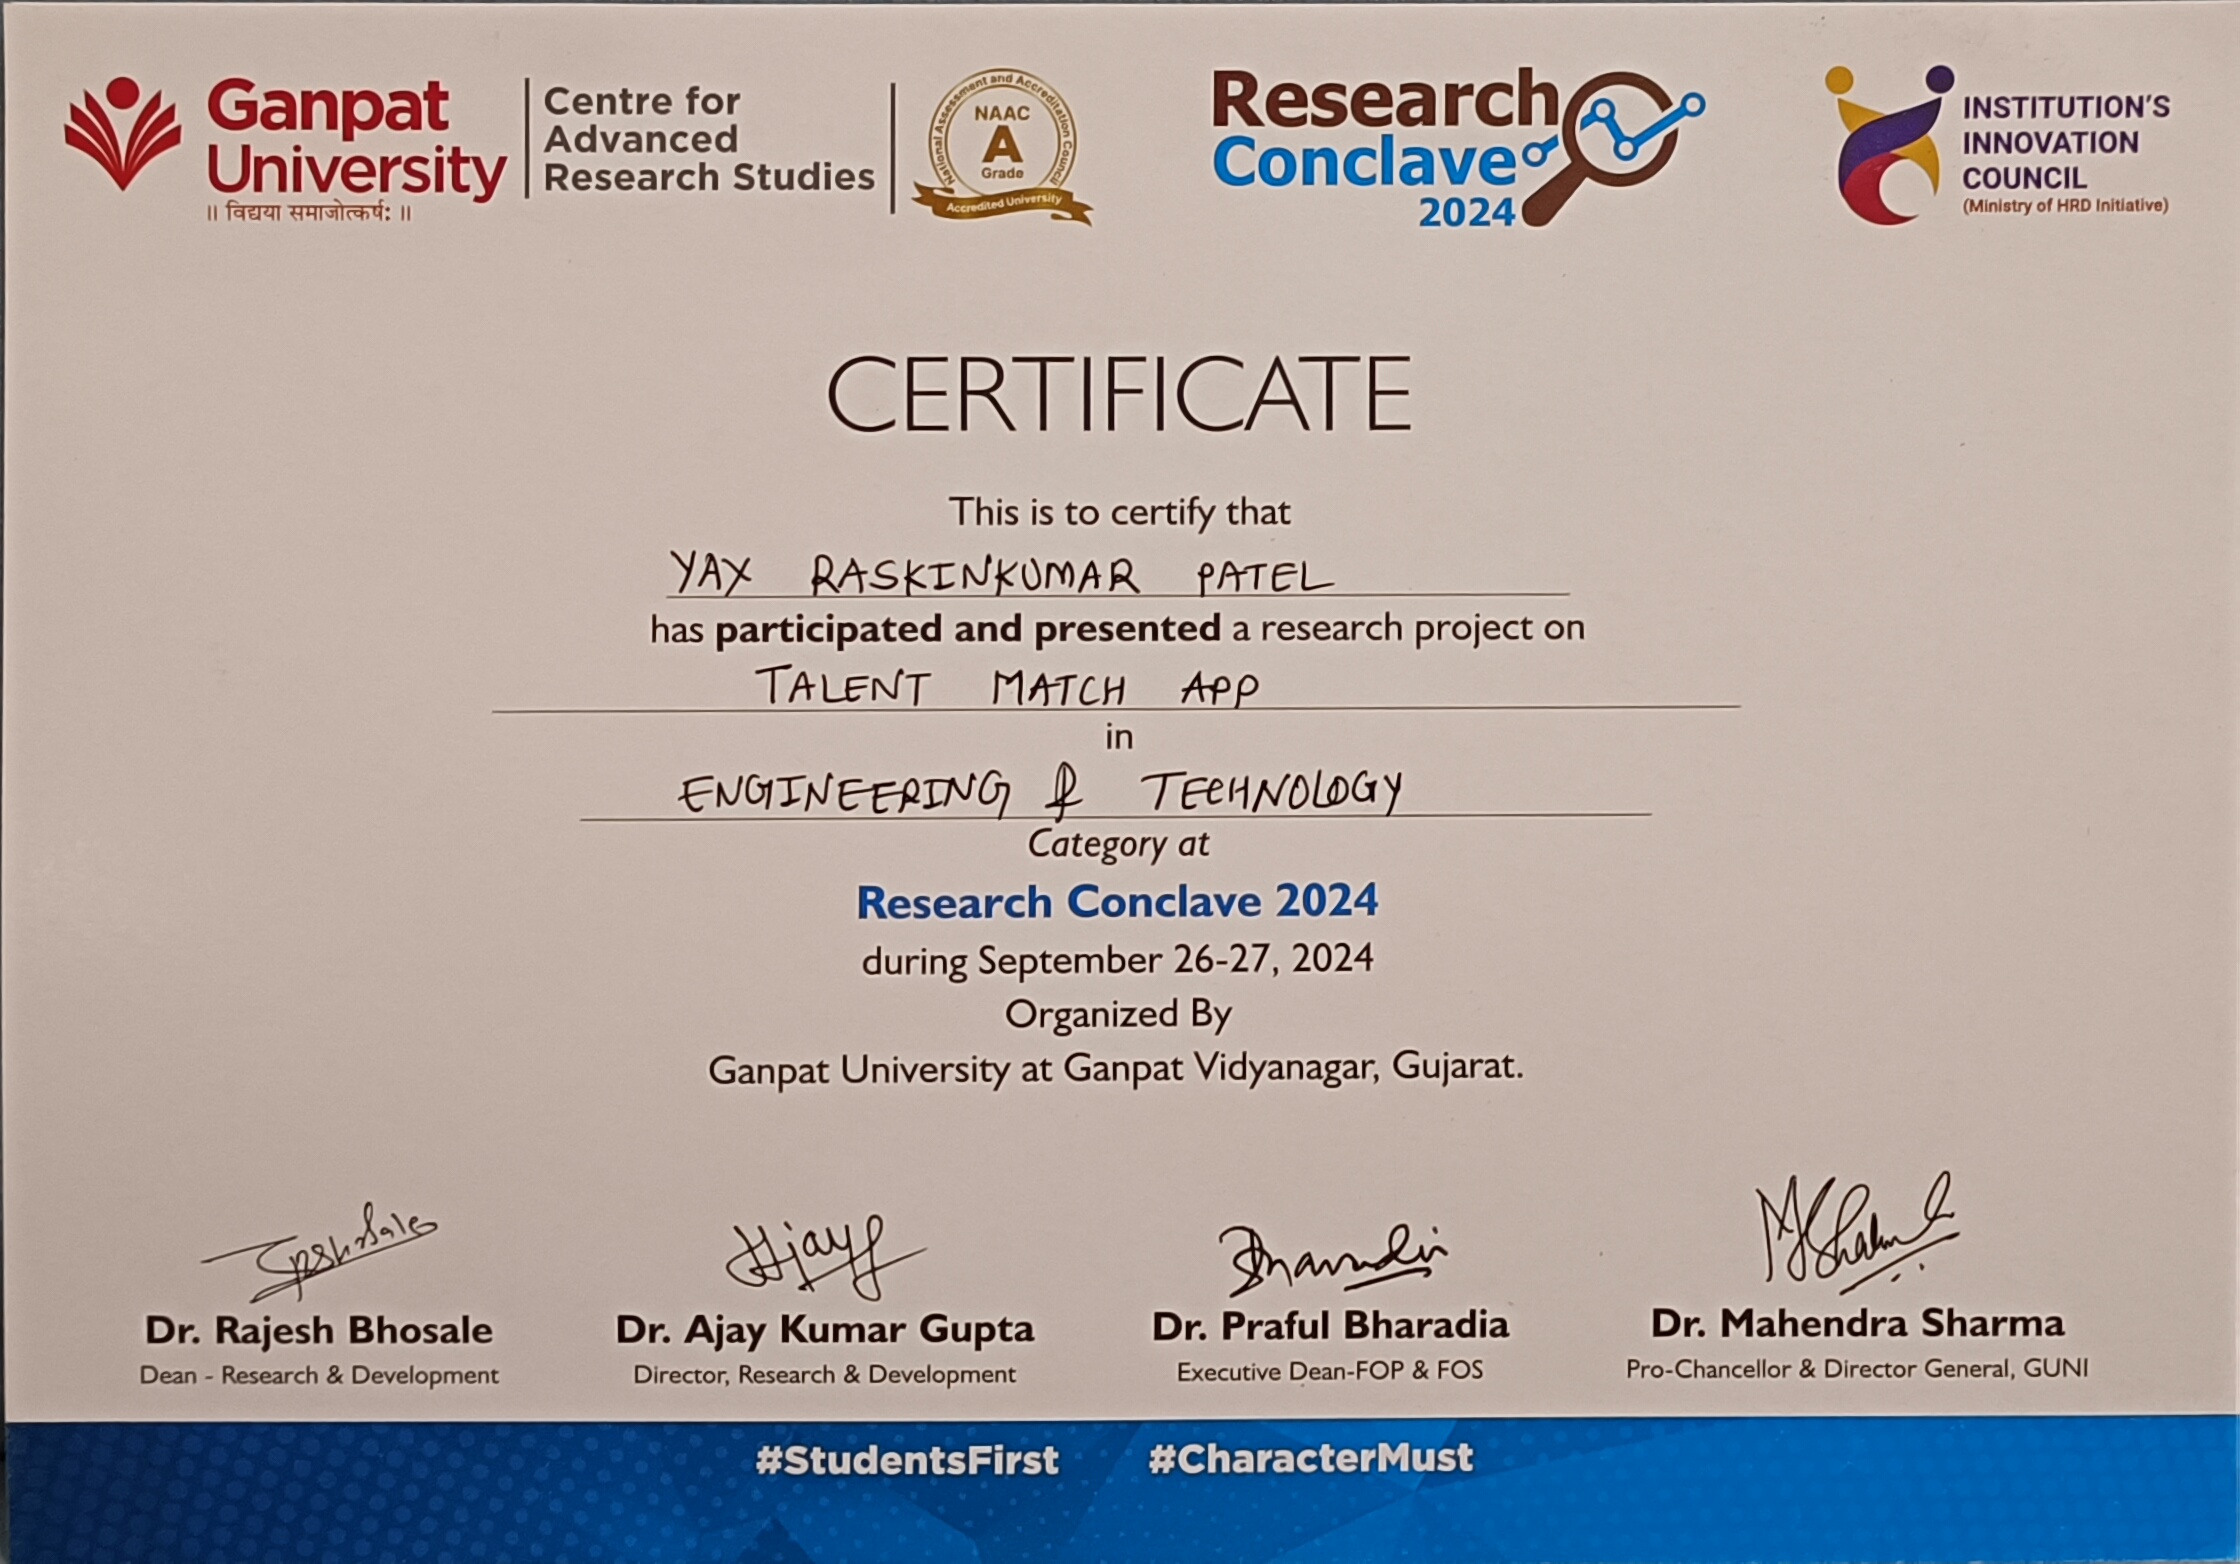 Ganpat
University
॥ विद्यया समाजोत्कर्षः ॥
Centre for
Advanced
Research Studies
National Assessment and Accreditation Council
NAAC
A
Grade
Accredited University
Research
Conclave
2024
INSTITUTION'S
INNOVATION
COUNCIL
(Ministry of HRD Initiative)
CERTIFICATE
This is to certify that
YAX RASKINKUMAR PATEL
has participated and presented a research project on
TALENT MATCH APP
in
ENGINEERING & TECHNOLOGY
Category at
Research Conclave 2024
during September 26-27, 2024
Organized By
Ganpat University at Ganpat Vidyanagar, Gujarat.
Dr. Rajesh Bhosale
Dean - Research & Development
Dr. Ajay Kumar Gupta
Director, Research & Development
Dr. Praful Bharadia
Executive Dean-FOP & FOS
Dr. Mahendra Sharma
Pro-Chancellor & Director General, GUNI
#StudentsFirst #CharacterMust